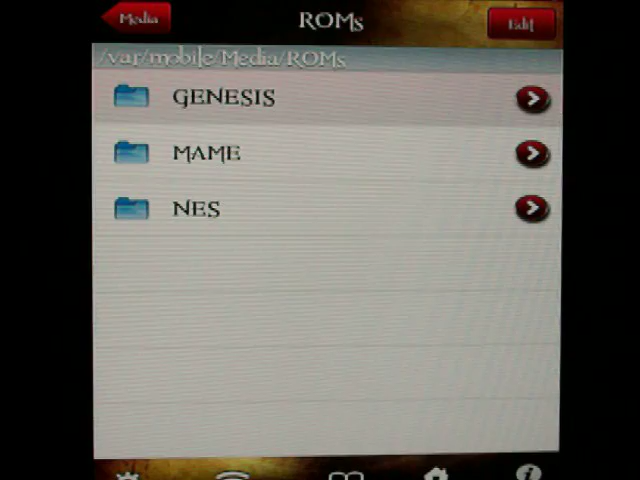 Media
ROMs
Edit
/var/mobile/Media/ROMs
GENESIS
MAME
NES